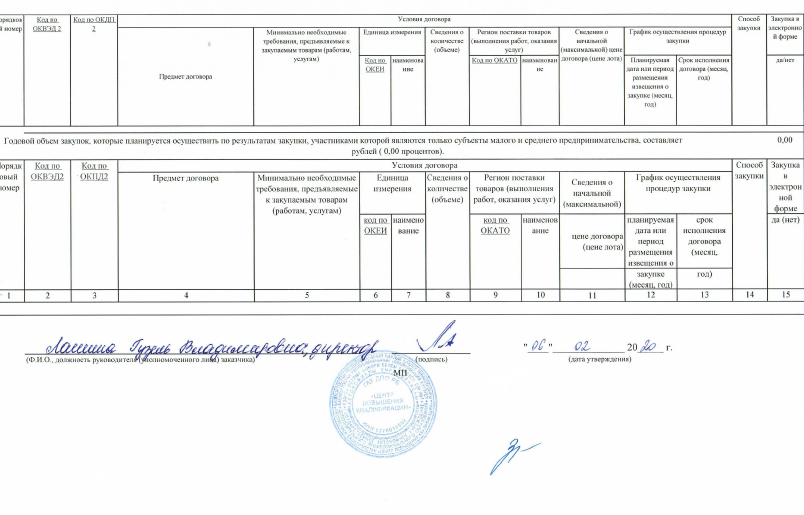 Условия договора
Код по ОКВЭД 2
Код по ОКДП 2
Предмет договора
Минимально необходимые требования, предъявляемые к закупаемым товарам (работам, услугам)
Единица измерения
Код по ОКЕИ
наименование
Сведения о количестве (объеме)
Регион поставки товаров (выполнения работ, оказания услуг)
Код по ОКАТО
наименование
Сведения о начальной (максимальной) цене договора (цене лота)
График осуществления процедур закупки
Планируемая дата или период размещения извещения о закупке (месяц, год)
Срок исполнения договора (месяц, год)
Способ закупки
Закупка в электронной форме
да/нет
Годовой объем закупок, которые планируется осуществить по результатам закупки, участниками которой являются только субъекты малого и среднего предпринимательства, составляет
0,00
рублей ( 0,00 процентов).
Условия договора
Код по ОКВЭД2
Код по ОКПД2
Предмет договора
Минимально необходимые требования, предъявляемые к закупаемым товарам (работам, услугам)
Единица измерения
код по ОКЕИ
наименование
Сведения о количестве (объеме)
Регион поставки товаров (выполнения работ, оказания услуг)
код по ОКАТО
наименование
Сведения о начальной (максимальной) цене договора (цене лота)
График осуществления процедур закупки
планируемая дата или период размещения извещения о закупке (месяц, год)
срок исполнения договора (месяц, год)
Способ закупки
Закупка в электронной форме
да (нет)
1 2 3 4 5 6 7 8 9 10 11 12 13 14 15
Гузель Владимировна, директор
"06" 02 2020 г.
(Ф.И.О., должность руководителя (уполномоченного лица) заказчика)
(подпись)
(дата утверждения)
МП
ГАУ ДПО РБ
«ЦЕНТР
ПОВЫШЕНИЯ
КВАЛИФИКАЦИИ»